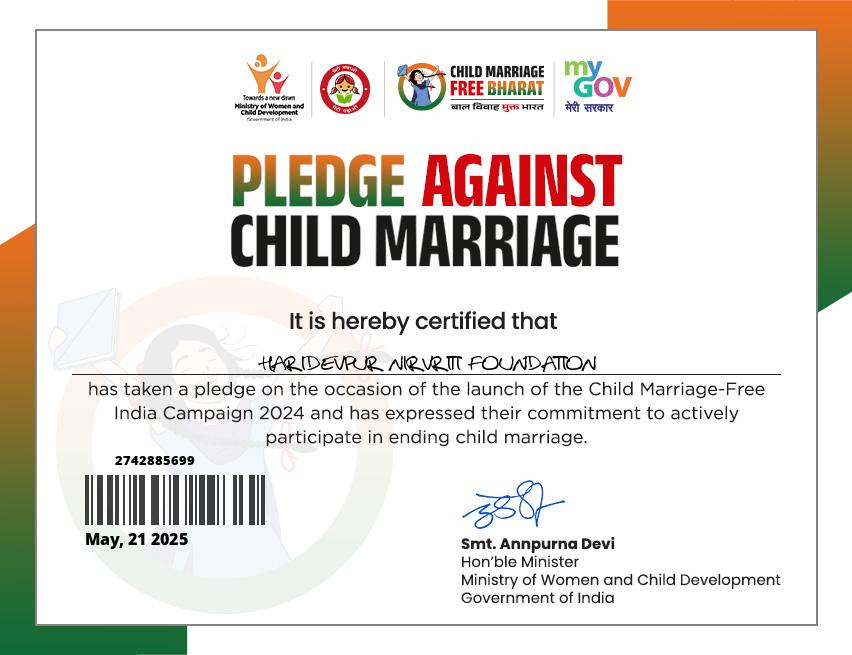 Towards a new dawn
Ministry of Women and
Child Development
Government of India
बेटी बचाओ
बेटी पढ़ाओ
CHILD MARRIAGE
FREE BHARAT
बाल विवाह मुक्त भारत
my
GOV
मेरी सरकार
PLEDGE AGAINST
CHILD MARRIAGE
It is hereby certified that
HARIDEVPUR NIRVRITI FOUNDATION
has taken a pledge on the occasion of the launch of the Child Marriage-Free
India Campaign 2024 and has expressed their commitment to actively
participate in ending child marriage.
2742885699
May, 21 2025
Smt. Annpurna Devi
Hon'ble Minister
Ministry of Women and Child Development
Government of India